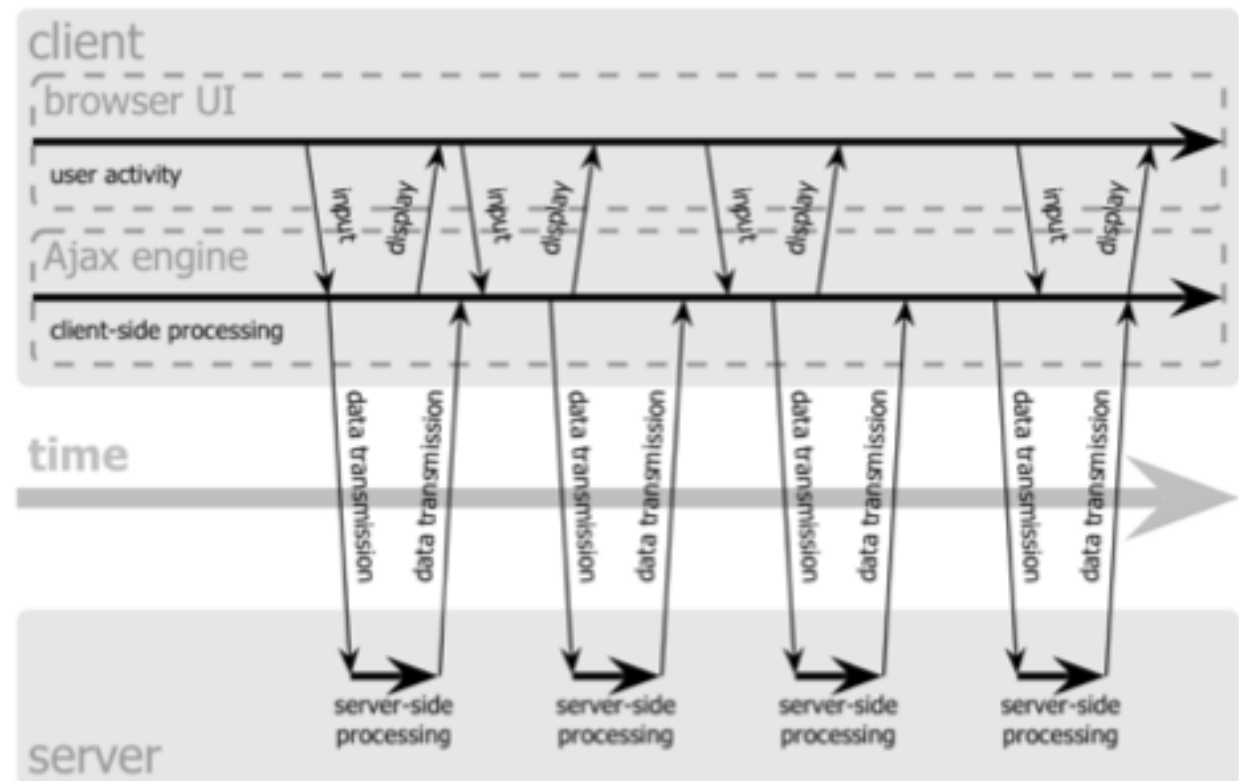 client
browser UI
user activity
input
display
input
display
input
display
input
display
Ajax engine
client-side processing
data transmission
data transmission
data transmission
data transmission
data transmission
data transmission
data transmission
data transmission
time
server-side
processing
server-side
processing
server-side
processing
server-side
processing
server